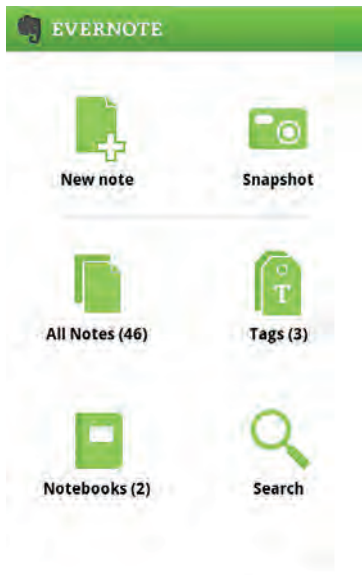 EVERNOTE
New note
Snapshot
All Notes (46)
T
Tags (3)
Notebooks (2)
Search